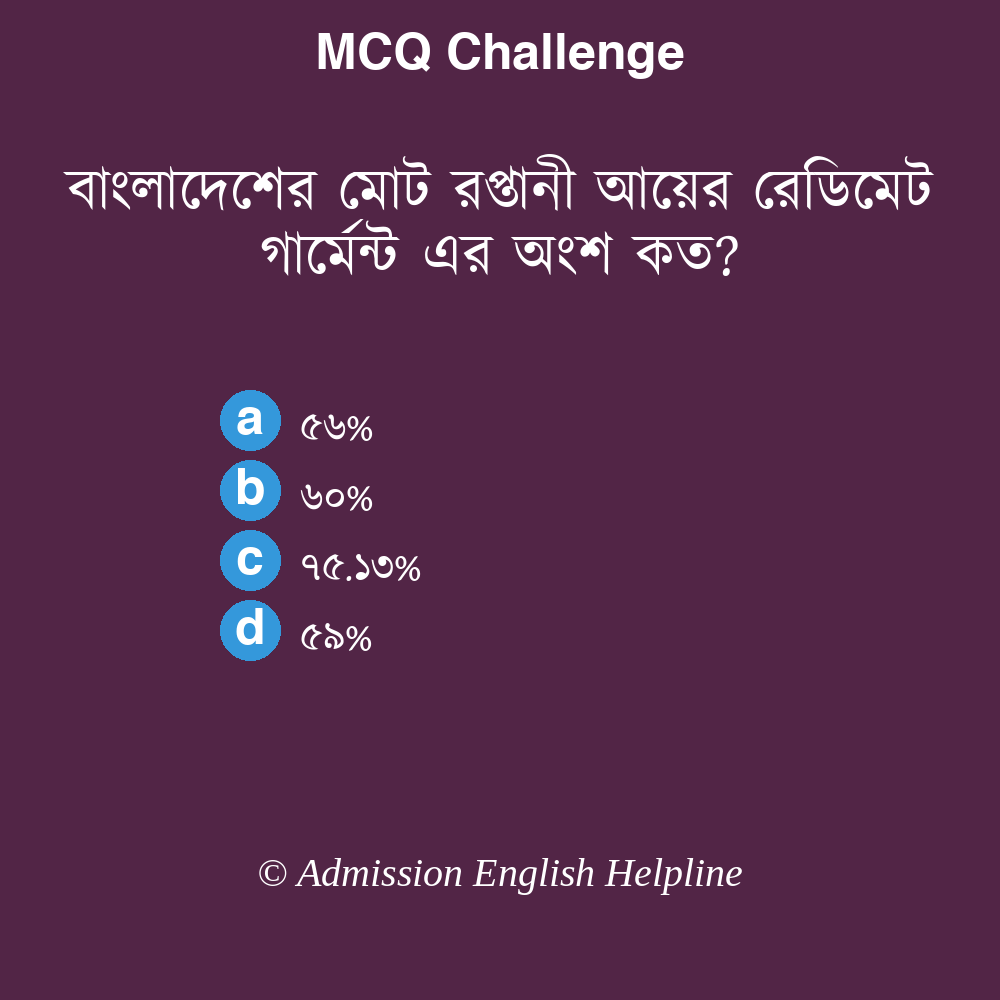 MCQ Challenge
বাংলাদেশের মোট রপ্তানী আয়ের রেডিমেট
গার্মেন্ট এর অংশ কত?
a ৫৬%
b ৬০%
c ৭৫.১৩%
d ৫৯%
© Admission English Helpline